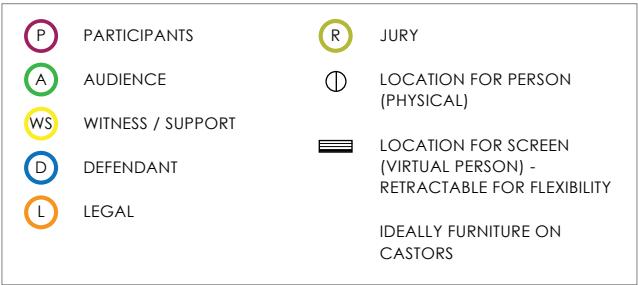 P PARTICIPANTS
A AUDIENCE
WS WITNESS / SUPPORT
D DEFENDANT
L LEGAL
R JURY
LOCATION FOR PERSON
(PHYSICAL)
LOCATION FOR SCREEN
(VIRTUAL PERSON) -
RETRACTABLE FOR FLEXIBILITY
IDEALLY FURNITURE ON
CASTORS